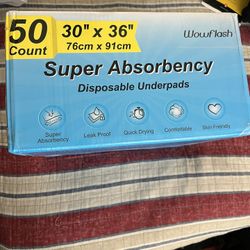 50
Count
30" x 36"
76cm x 91cm
Wowflash
Super Absorbency
Disposable Underpads
Super
Absorbency
Leak Proof
Quick Drying
Comfortable
Skin Friendly